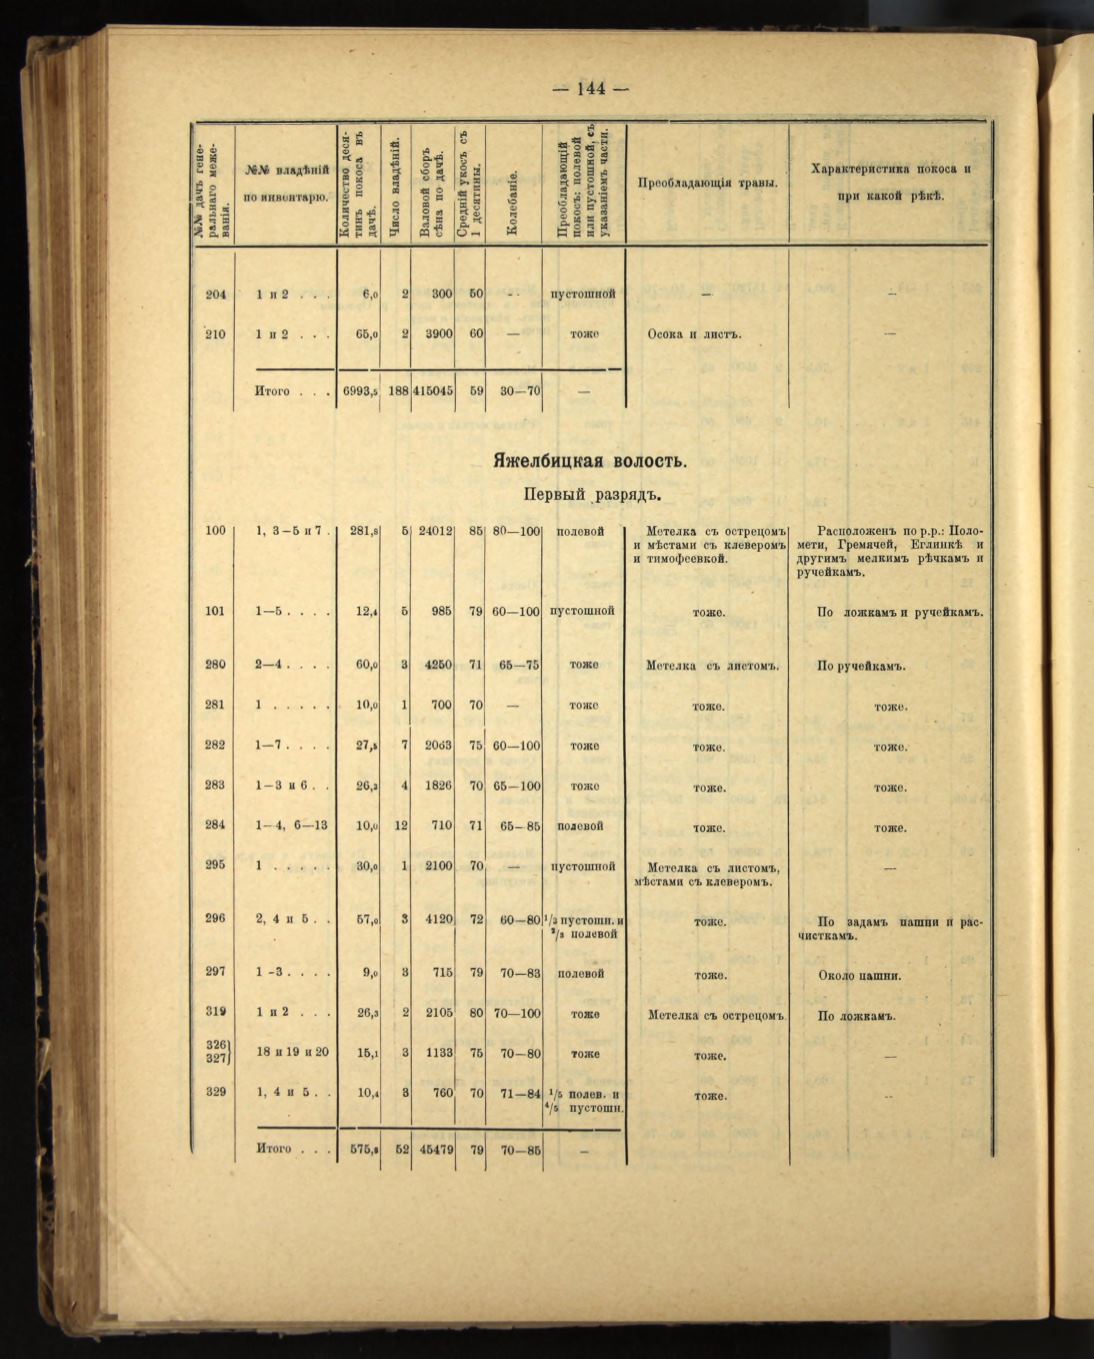 — 144 —
№№ дачъ гене-
ральнаго меже-
ванія.
№№ владѣній
по инвентарю.
Количество деся-
тинъ покоса въ
дачѣ.
Число владѣній.
Валовой сборъ
сѣна по дачѣ.
Средній укосъ съ
1 десятины.
Колебаніе.
Преобладающій
покосъ: полевой
или пустошной, съ
указаніемъ части.
Преобладающія травы.
Характеристика покоса и
при какой рѣкѣ.
204 1 и 2 . . . 6,0 2 300 50 — пустошной — —
210 1 и 2 . . . 65,0 2 3900 60 — тоже Осока и листъ. —
Итого . . . 6993,5 188 415045 59 30—70 —
Яжелбицкая волость.
Первый разрядъ.
100 1, 3—5 и 7 . 281,8 5 24012 85 80—100 полевой Метелка съ острецомъ Расположенъ по р.р.: Поло-
и мѣстами съ клеверомъ мети, Гремячей, Еглинкѣ и
и тимофеевкой. другимъ мелкимъ рѣчкамъ и
ручейкамъ.
101 1—5 . . . . 12,4 5 985 79 60—100 пустошной тоже. По ложкамъ и ручейкамъ.
280 2—4 . . . . 60,0 3 4250 71 65—75 тоже Метелка съ листомъ. По ручейкамъ.
281 1 . . . . . 10,0 1 700 70 — тоже тоже. тоже.
282 1—7 . . . . 27,5 7 2063 75 60—100 тоже тоже. тоже.
283 1—3 и 6 . . 26,3 4 1826 70 65—100 тоже тоже. тоже.
284 1—4, 6—13 10,0 12 710 71 65—85 полевой тоже. тоже.
295 1 . . . . . 30,0 1 2100 70 — пустошной Метелка съ листомъ, —
мѣстами съ клеверомъ.
296 2, 4 и 5 . . 57,0 3 4120 72 60—80 1/3 пустошн. и тоже. По задамъ пашни и рас-
2/3 полевой чисткамъ.
297 1—3 . . . . 9,0 3 715 79 70—83 полевой тоже. Около пашни.
319 1 и 2 . . . 26,3 2 2105 80 70—100 тоже Метелка съ острецомъ. По ложкамъ.
326}
327} 18 и 19 и 20 15,1 3 1133 75 70—80 тоже тоже. —
329 1, 4 и 5 . . 10,4 3 760 70 71—84 1/5 полев. и тоже. —
4/5 пустошн.
Итого . . . 575,8 52 45479 79 70—85 —